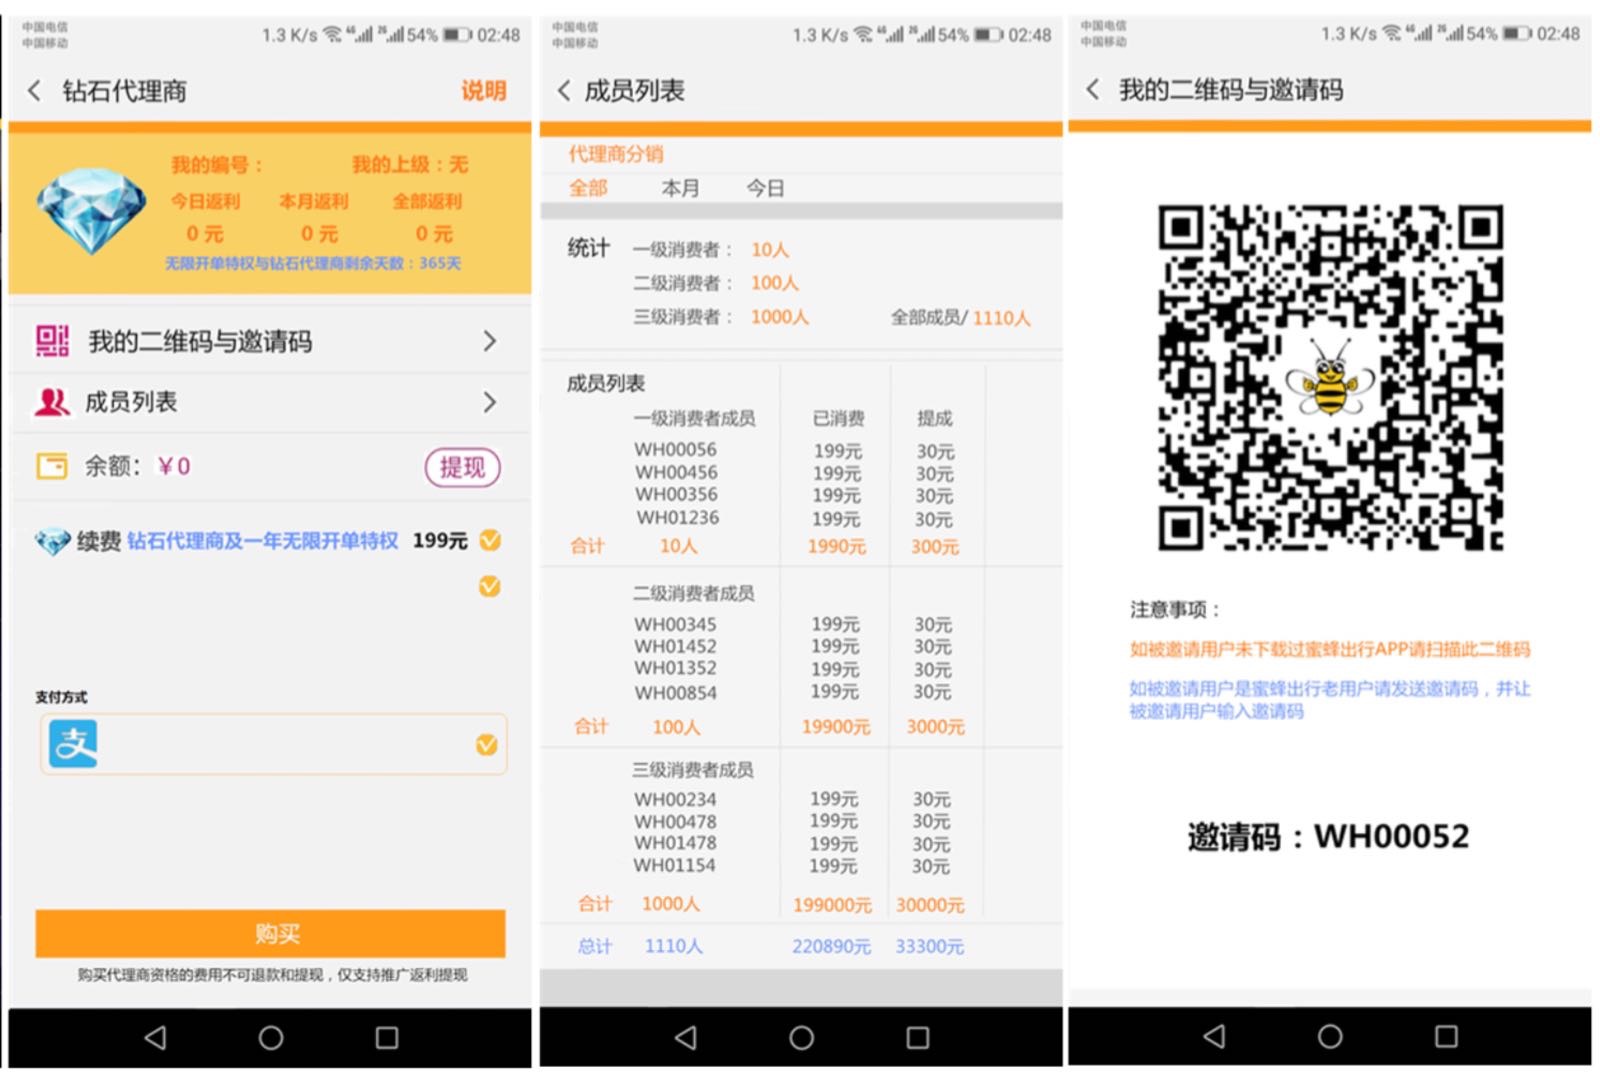 中国电信
中国移动
1.3 K/s 4G 2G 54% 02:48
钻石代理商
说明
我的编号：
我的上级：无
今日返利 本月返利 全部返利
0 元 0 元 0 元
无限开单特权与钻石代理商剩余天数：365天
我的二维码与邀请码
成员列表
余额：￥0
提现
续费 钻石代理商及一年无限开单特权 199元
支付方式
支
购买
购买代理商资格的费用不可退款和提现，仅支持推广返利提现
中国电信
中国移动
1.3 K/s 4G 2G 54% 02:48
成员列表
代理商分销
全部 本月 今日
统计 一级消费者： 10人
二级消费者： 100人
三级消费者： 1000人 全部成员/ 1110人
成员列表
一级消费者成员 已消费 提成
WH00056 199元 30元
WH00456 199元 30元
WH00356 199元 30元
WH01236 199元 30元
合计 10人 1990元 300元
二级消费者成员
WH00345 199元 30元
WH01452 199元 30元
WH01352 199元 30元
WH00854 199元 30元
合计 100人 19900元 3000元
三级消费者成员
WH00234 199元 30元
WH00478 199元 30元
WH01478 199元 30元
WH01154 199元 30元
合计 1000人 199000元 30000元
总计 1110人 220890元 33300元
中国电信
中国移动
1.3 K/s 4G 2G 54% 02:48
我的二维码与邀请码
注意事项：
如被邀请用户未下载过蜜蜂出行APP请扫描此二维码
如被邀请用户是蜜蜂出行老用户请发送邀请码，并让
被邀请用户输入邀请码
邀请码：WH00052